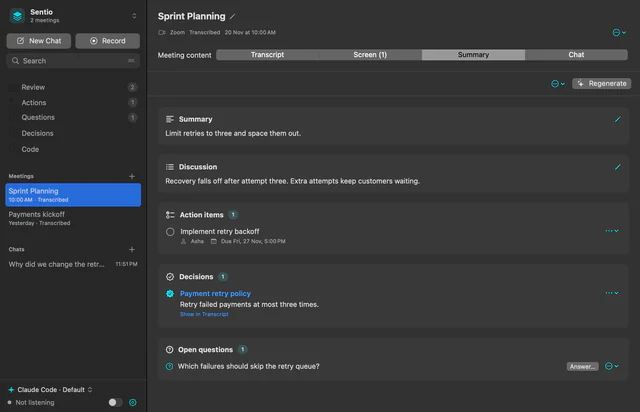 Sentio
2 meetings
New Chat
Record
Search
Review 2
Actions 1
Questions 1
Decisions
Code
Meetings
Sprint Planning
10:00 AM · Transcribed
Payments kickoff
Yesterday · Transcribed
Chats
Why did we change the retr... 11:51 PM
Claude Code · Default
Not listening
Sprint Planning
Zoom Transcribed 20 Nov at 10:00 AM
Meeting content Transcript Screen (1) Summary Chat
Regenerate
Summary
Limit retries to three and space them out.
Discussion
Recovery falls off after attempt three. Extra attempts keep customers waiting.
Action items 1
Implement retry backoff
Asha Due Fri, 27 Nov, 5:00 PM
Decisions 1
Payment retry policy
Retry failed payments at most three times.
Show in Transcript
Open questions 1
Which failures should skip the retry queue? Answer...